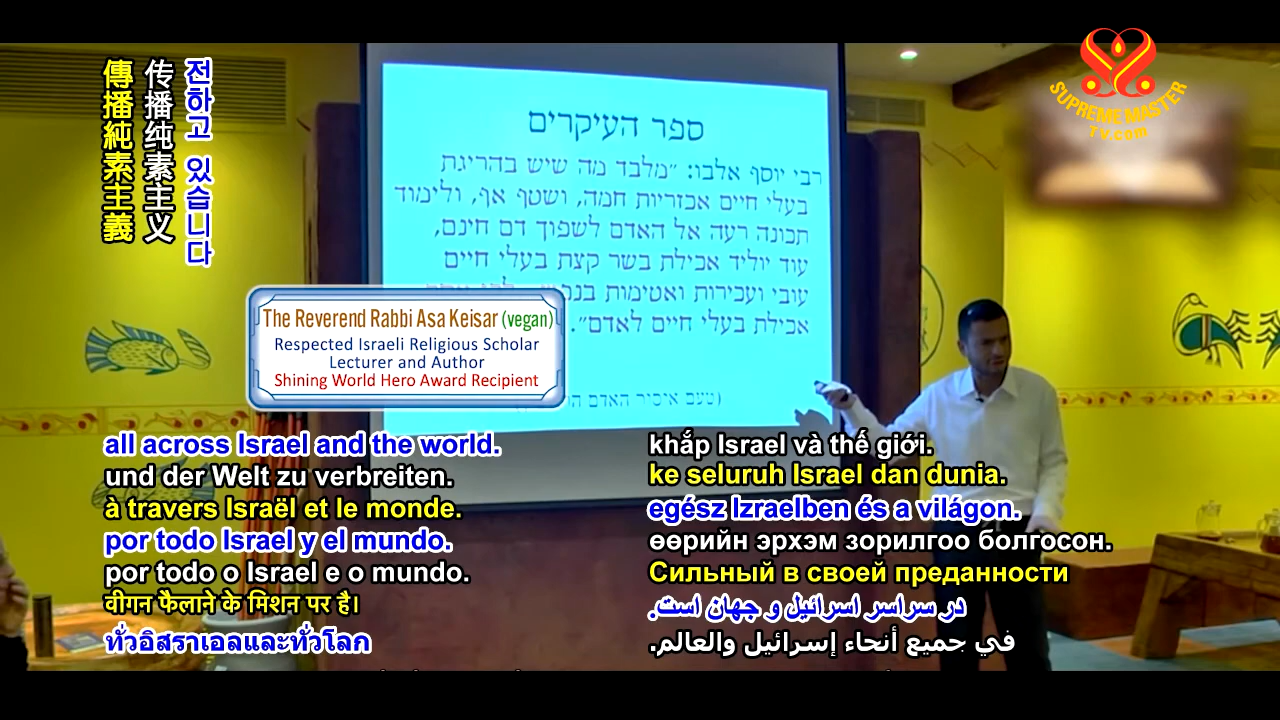 傳播純素主義
传播纯素主义
전하고 있습니다
SUPREME MASTER
TV.com
ספר העיקרים
רבי יוסף אלבו: "מלבד מה שיש בהריגת
בעלי חיים אכזריות חמה, ושטף אף, ולימוד
תכונה רעה אל האדם לשפוך דם חינם,
עוד יוליד אכילת בשר קצת בעלי חיים
עובי ועכירות ואטימות
אכילת בעלי חיים לאדם".
(טעם איסיר האדם
The Reverend Rabbi Asa Keisar (vegan)
Respected Israeli Religious Scholar
Lecturer and Author
Shining World Hero Award Recipient
all across Israel and the world.
und der Welt zu verbreiten.
à travers Israël et le monde.
por todo Israel y el mundo.
por todo o Israel e o mundo.
वीगन फैलाने के मिशन पर है।
ทั่วอิสราเอลและทั่วโลก
khắp Israel và thế giới.
ke seluruh Israel dan dunia.
egész Izraelben és a világon.
өөрийн эрхэм зорилгоо болгосон.
Сильный в своей преданности
در سراسر اسرائیل و جهان است.
في جميع أنحاء إسرائيل والعالم.